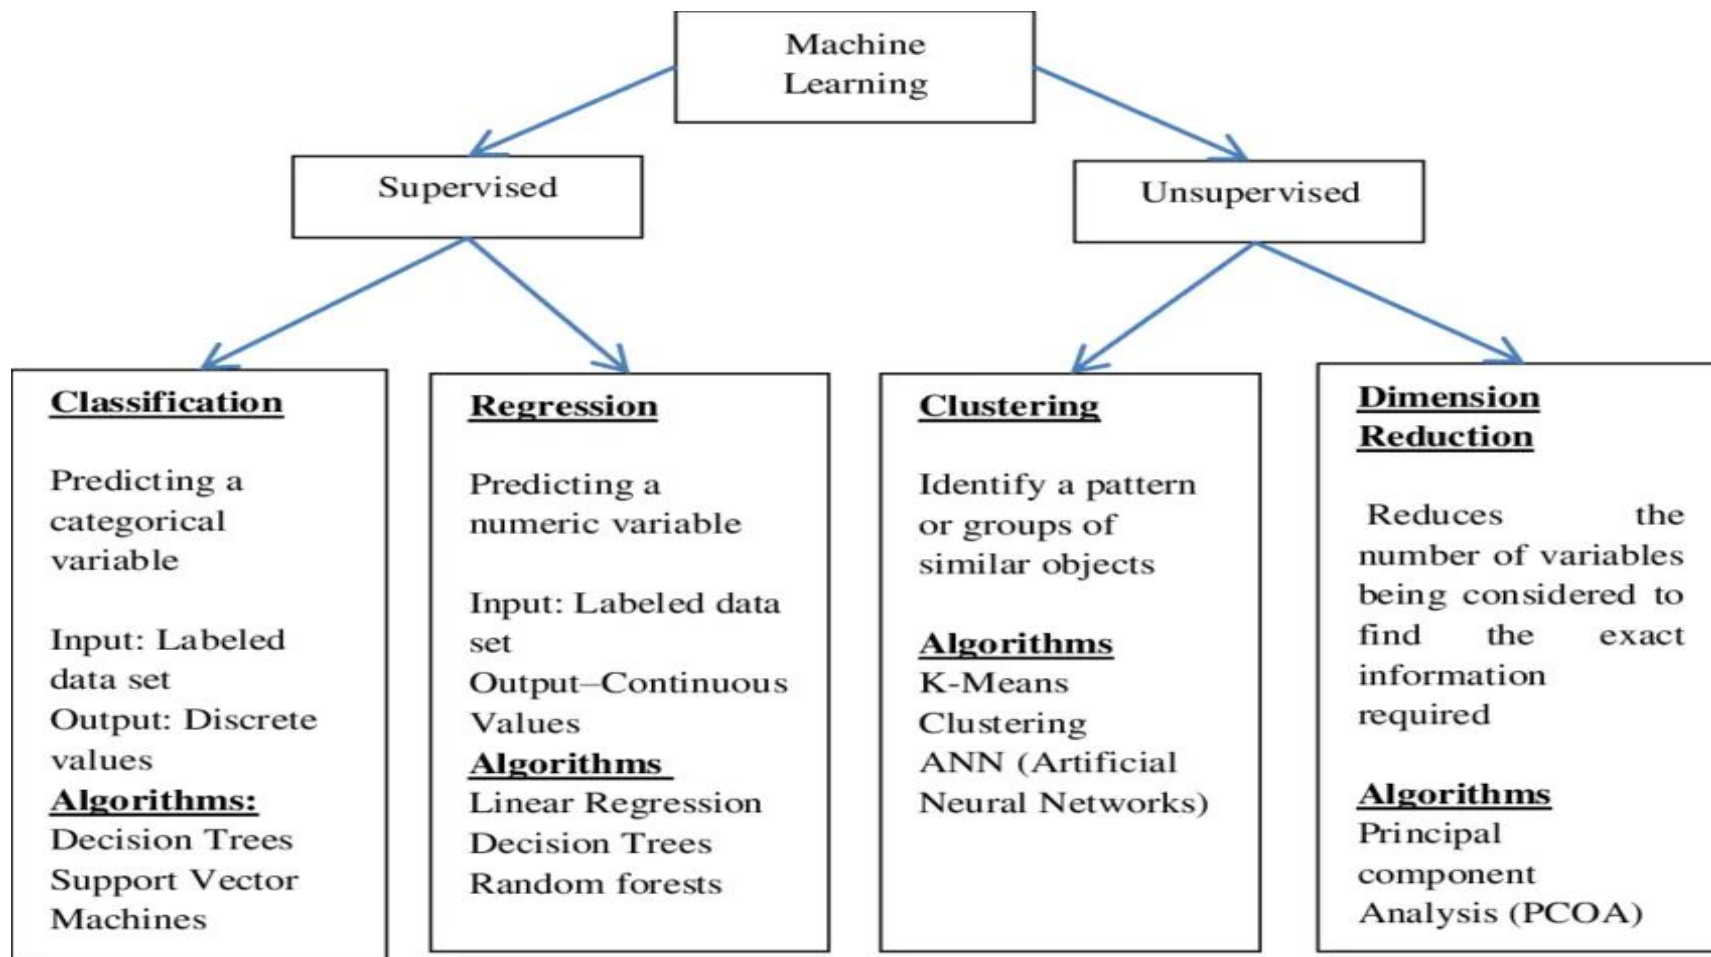 Machine
Learning
Supervised
Unsupervised
Classification
Predicting a
categorical
variable
Input: Labeled
data set
Output: Discrete
values
Algorithms:
Decision Trees
Support Vector
Machines
Regression
Predicting a
numeric variable
Input: Labeled data
set
Output–Continuous
Values
Algorithms
Linear Regression
Decision Trees
Random forests
Clustering
Identify a pattern
or groups of
similar objects
Algorithms
K-Means
Clustering
ANN (Artificial
Neural Networks)
Dimension
Reduction
Reduces the
number of variables
being considered to
find the exact
information
required
Algorithms
Principal
component
Analysis (PCOA)